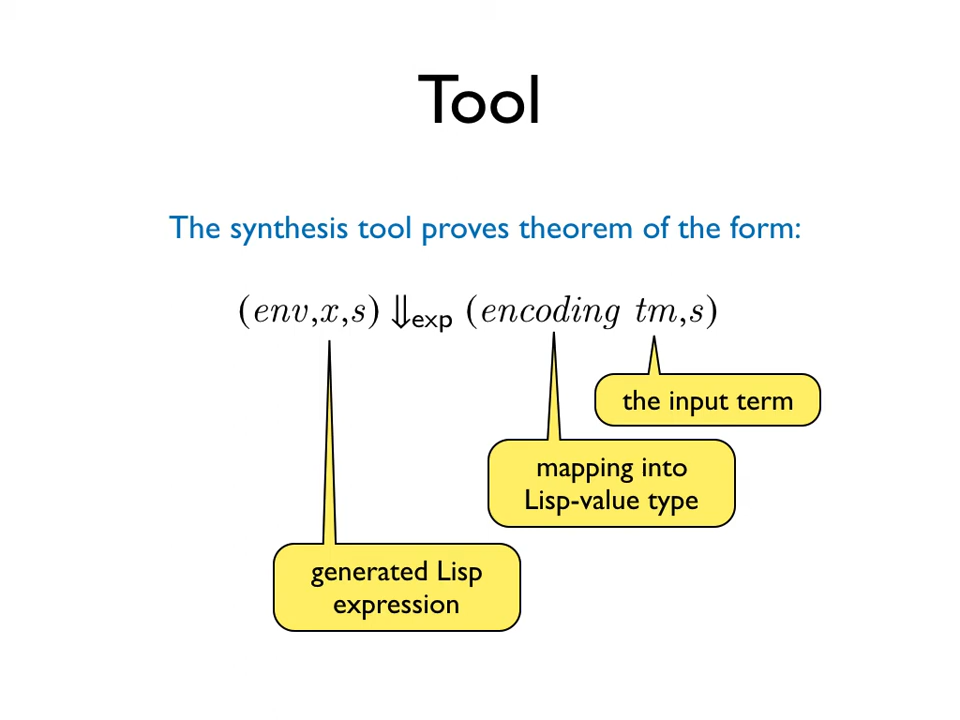 Tool
The synthesis tool proves theorem of the form:
(env,x,s) ⇓exp (encoding tm,s)
the input term
mapping into
Lisp-value type
generated Lisp
expression